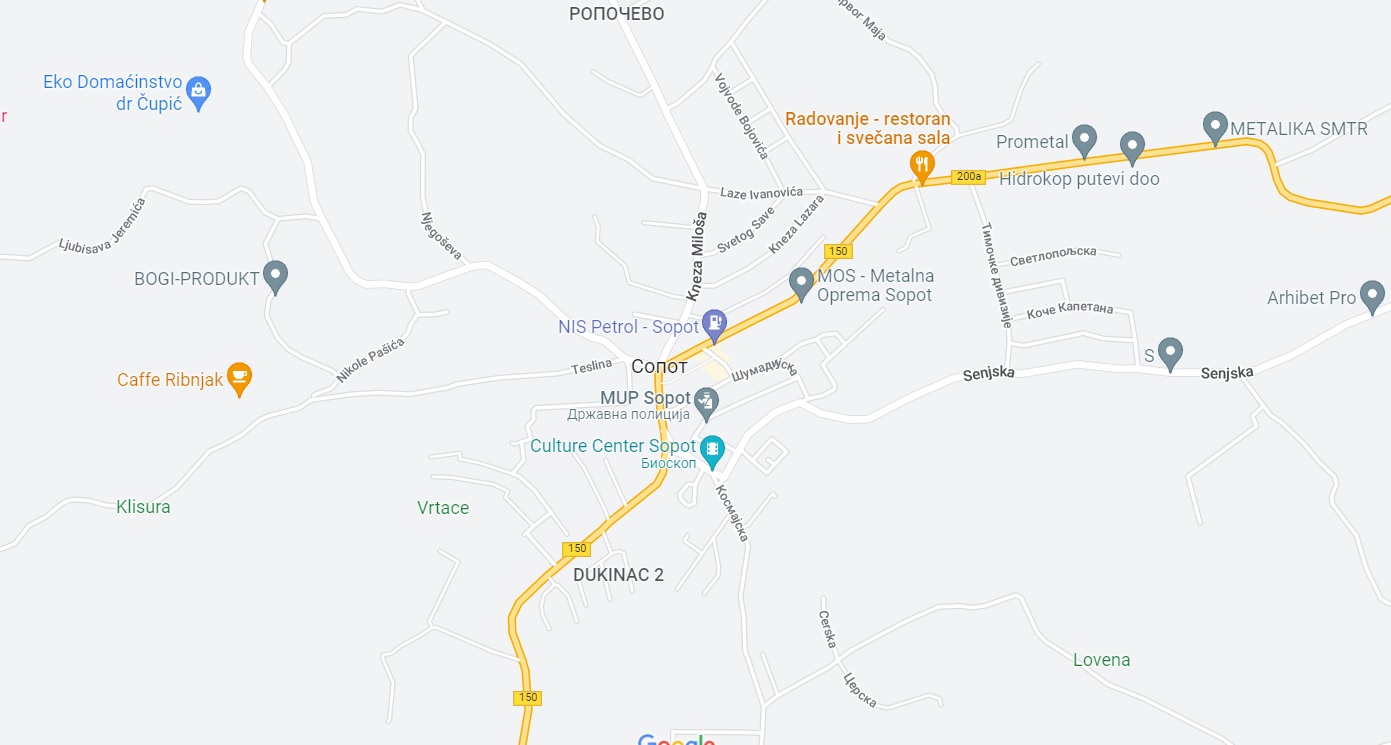 РОПОЧЕВО
рвог Маја
Eko Domaćinstvo
dr Čupić
r
Vojvode Bojovića
Radovanje - restoran
i svečana sala
Prometal
METALIKA SMTR
200a
Hidrokop putevi doo
Laze Ivanovića
Ljubisava Jeremića
Njegoševa
Kneza Miloša
Svetog Save
Kneza Lazara
150
Тимочке дивизије
Светлопољска
BOGI-PRODUKT
MOS - Metalna
Oprema Sopot
Arhibet Pro
Коче Капетана
NIS Petrol - Sopot
Nikole Pašića
Teslina
Сопот
Шумадијска
S
Senjska
Senjska
Caffe Ribnjak
MUP Sopot
Државна полиција
Culture Center Sopot
Биоскоп
Klisura
Vrtace
Космајска
150
DUKINAC 2
Cerska
Lovena
Церска
150
Google